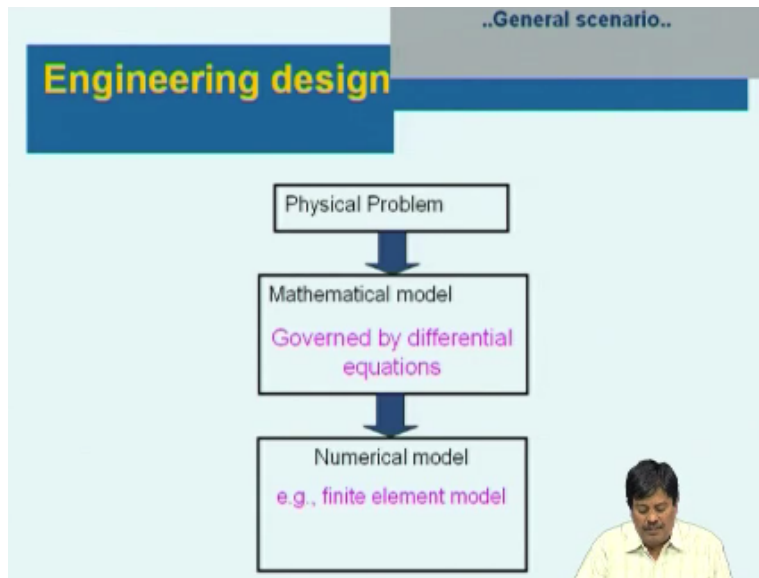 ..General scenario..
Engineering design
Physical Problem
Mathematical model
Governed by differential
equations
Numerical model
e.g., finite element model